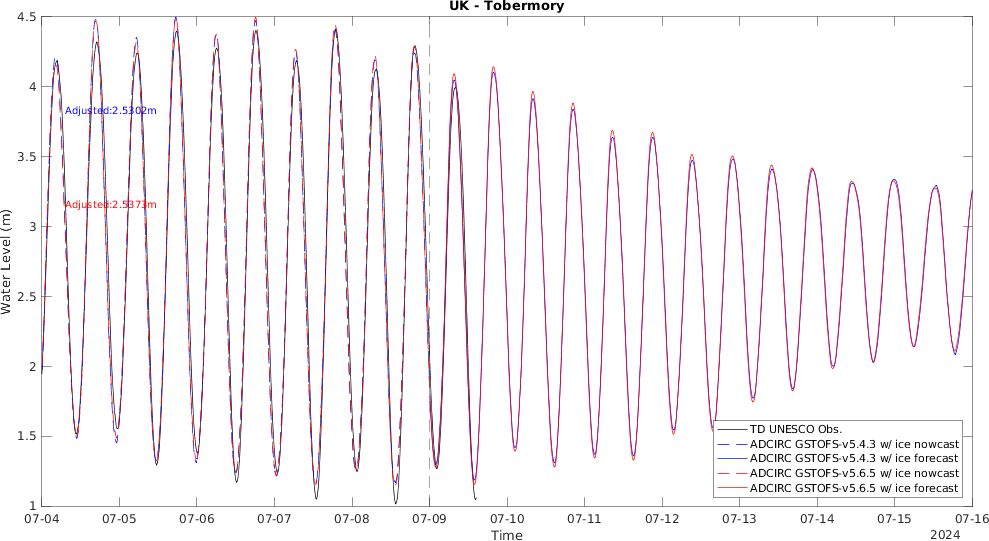 UK - Tobermory
4.5
4
3.5
3
2.5
2
1.5
1
Water Level (m)
Adjusted:2.5302m
Adjusted:2.5373m
TD UNESCO Obs.
ADCIRC GSTOFS-v5.4.3 w/ ice nowcast
ADCIRC GSTOFS-v5.4.3 w/ ice forecast
ADCIRC GSTOFS-v5.6.5 w/ ice nowcast
ADCIRC GSTOFS-v5.6.5 w/ ice forecast
07-04 07-05 07-06 07-07 07-08 07-09 07-10 07-11 07-12 07-13 07-14 07-15 07-16
Time
2024